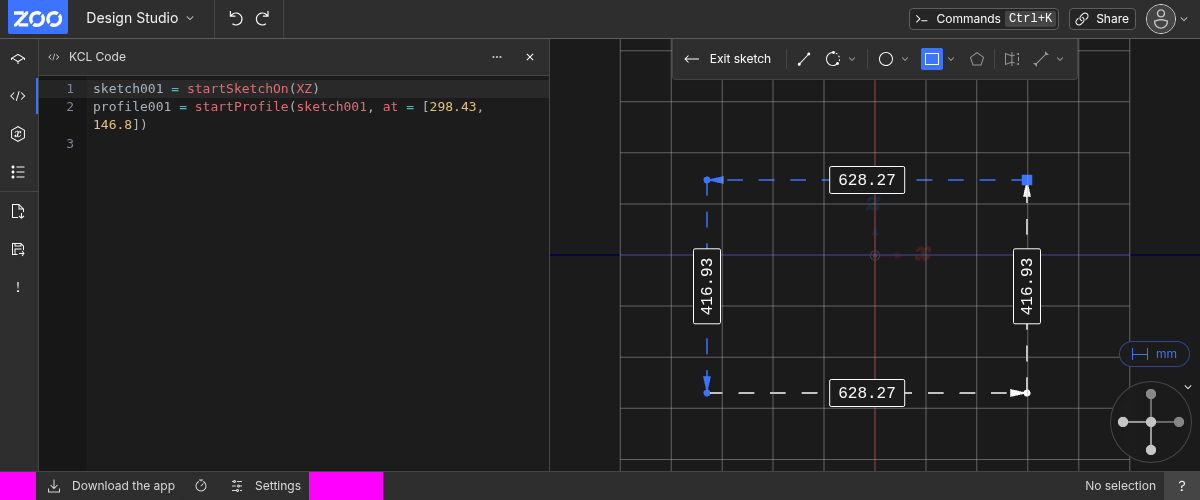 ZOO Design Studio Commands Ctrl+K Share
KCL Code
Exit sketch
1 sketch001 = startSketchOn(XZ)
2 profile001 = startProfile(sketch001, at = [298.43,
146.8])
3
628.27
Z
X
416.93
416.93
mm
628.27
Download the app Settings No selection ?